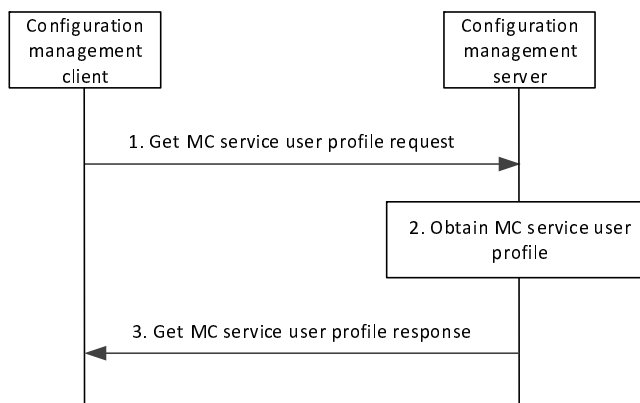 Configuration
management
client
Configuration
management
server
1. Get MC service user profile request
2. Obtain MC service user
profile
3. Get MC service user profile response